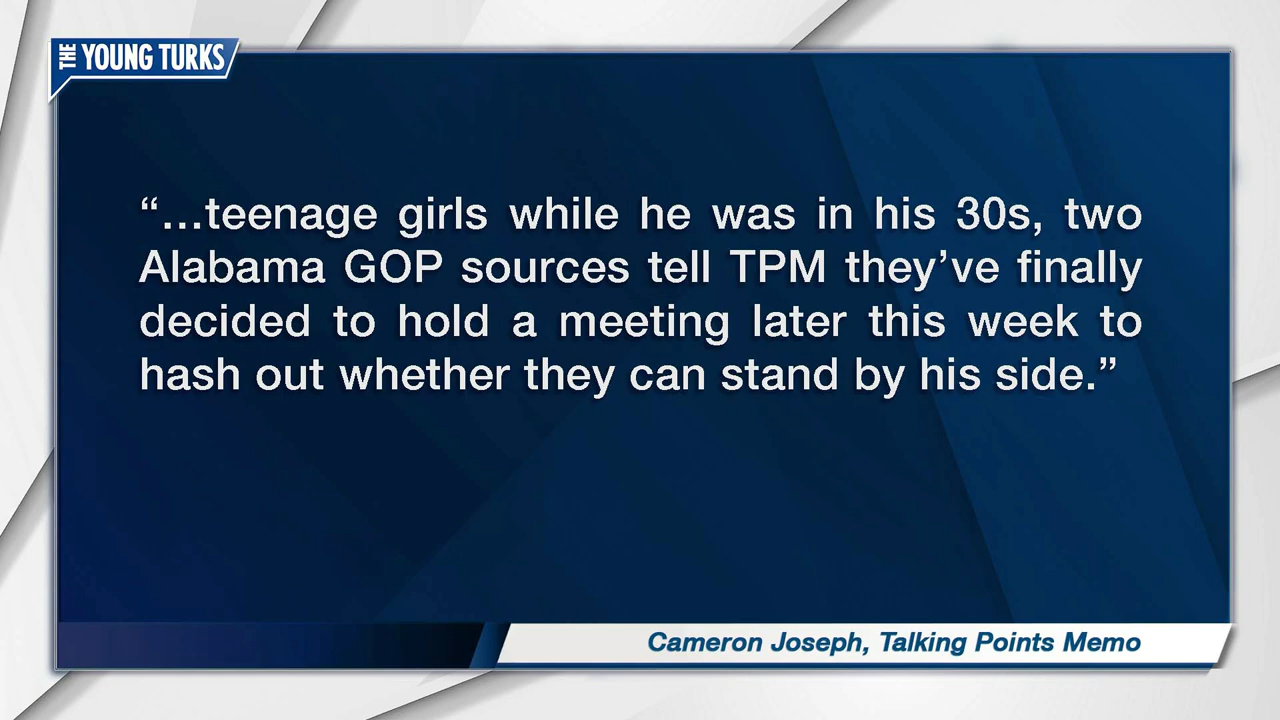 THE YOUNG TURKS
“…teenage girls while he was in his 30s, two
Alabama GOP sources tell TPM they’ve finally
decided to hold a meeting later this week to
hash out whether they can stand by his side.”
Cameron Joseph, Talking Points Memo